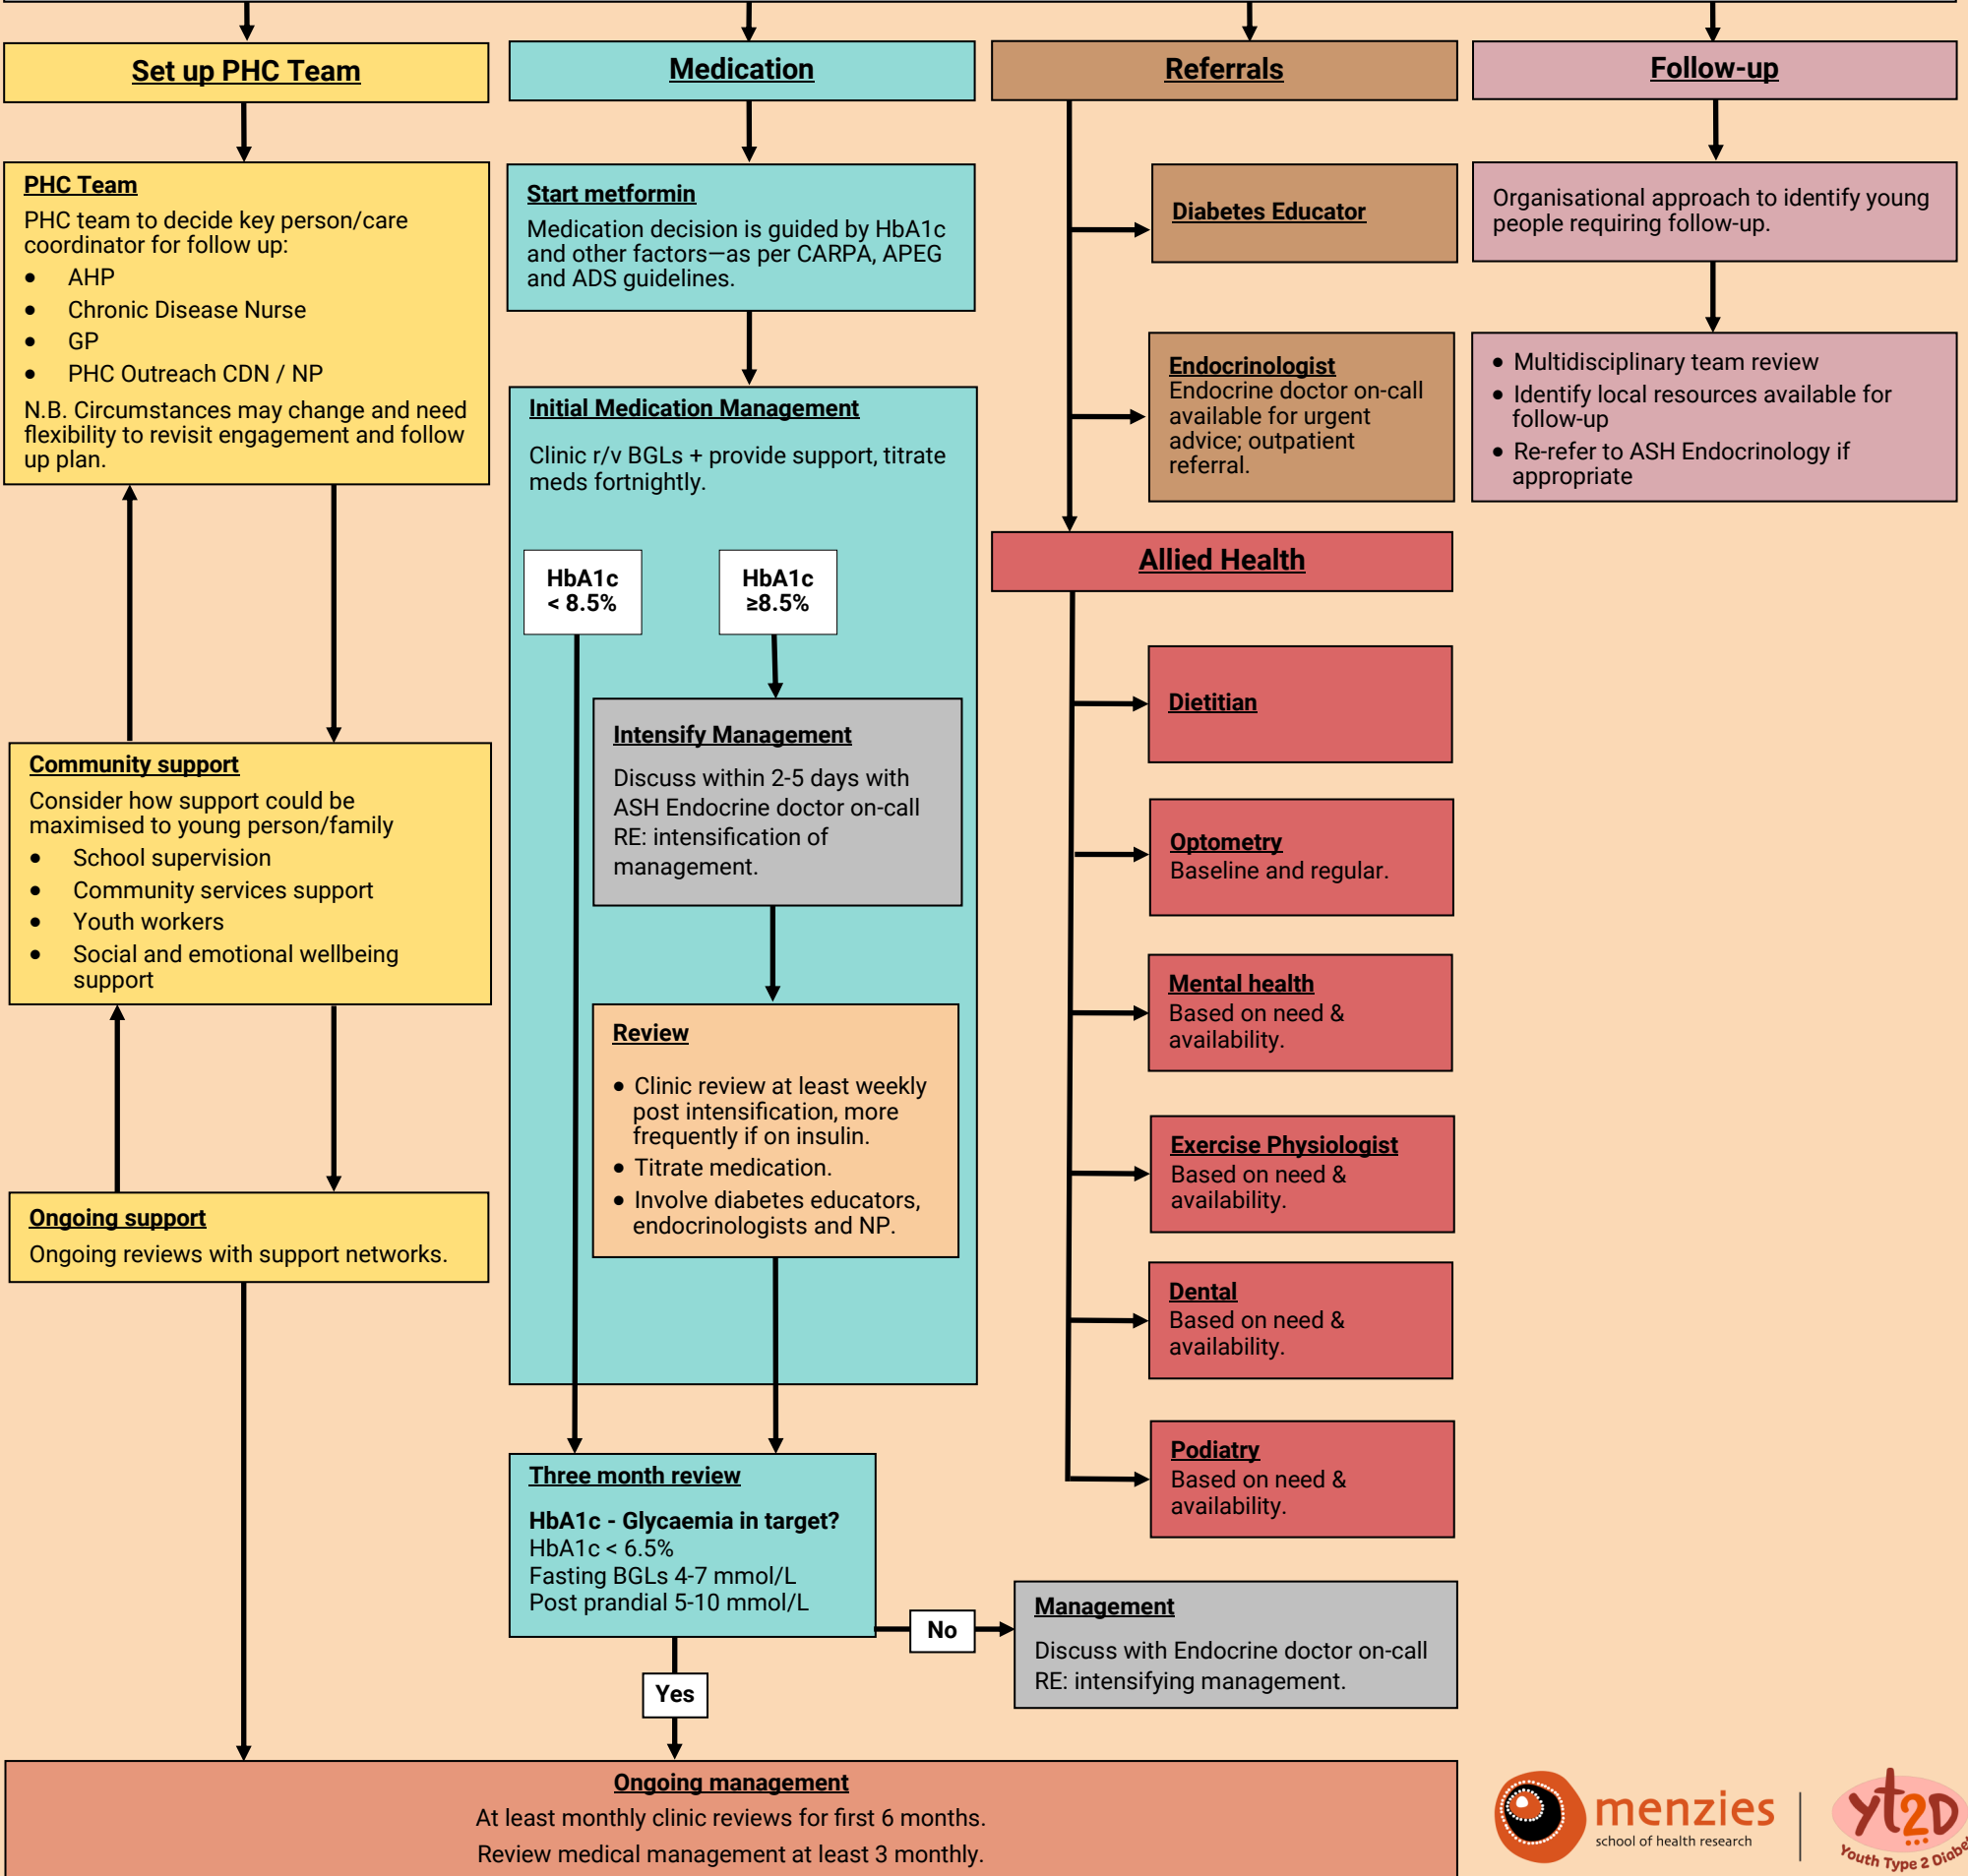 Set up PHC Team
PHC Team
PHC team to decide key person/care
coordinator for follow up:
• AHP
• Chronic Disease Nurse
• GP
• PHC Outreach CDN / NP
N.B. Circumstances may change and need
flexibility to revisit engagement and follow
up plan.
Community support
Consider how support could be
maximised to young person/family
• School supervision
• Community services support
• Youth workers
• Social and emotional wellbeing
support
Ongoing support
Ongoing reviews with support networks.
Medication
Start metformin
Medication decision is guided by HbA1c
and other factors—as per CARPA, APEG
and ADS guidelines.
Initial Medication Management
Clinic r/v BGLs + provide support, titrate
meds fortnightly.
HbA1c
< 8.5%
HbA1c
≥8.5%
Intensify Management
Discuss within 2-5 days with
ASH Endocrine doctor on-call
RE: intensification of
management.
Review
• Clinic review at least weekly
post intensification, more
frequently if on insulin.
• Titrate medication.
• Involve diabetes educators,
endocrinologists and NP.
Three month review
HbA1c - Glycaemia in target?
HbA1c < 6.5%
Fasting BGLs 4-7 mmol/L
Post prandial 5-10 mmol/L
No
Management
Discuss with Endocrine doctor on-call
RE: intensifying management.
Yes
Referrals
Diabetes Educator
Endocrinologist
Endocrine doctor on-call
available for urgent
advice; outpatient
referral.
Allied Health
Dietitian
Optometry
Baseline and regular.
Mental health
Based on need &
availability.
Exercise Physiologist
Based on need &
availability.
Dental
Based on need &
availability.
Podiatry
Based on need &
availability.
Follow-up
Organisational approach to identify young
people requiring follow-up.
• Multidisciplinary team review
• Identify local resources available for
follow-up
• Re-refer to ASH Endocrinology if
appropriate
Ongoing management
At least monthly clinic reviews for first 6 months.
Review medical management at least 3 monthly.
menzies
school of health research
yt2D
Youth Type 2